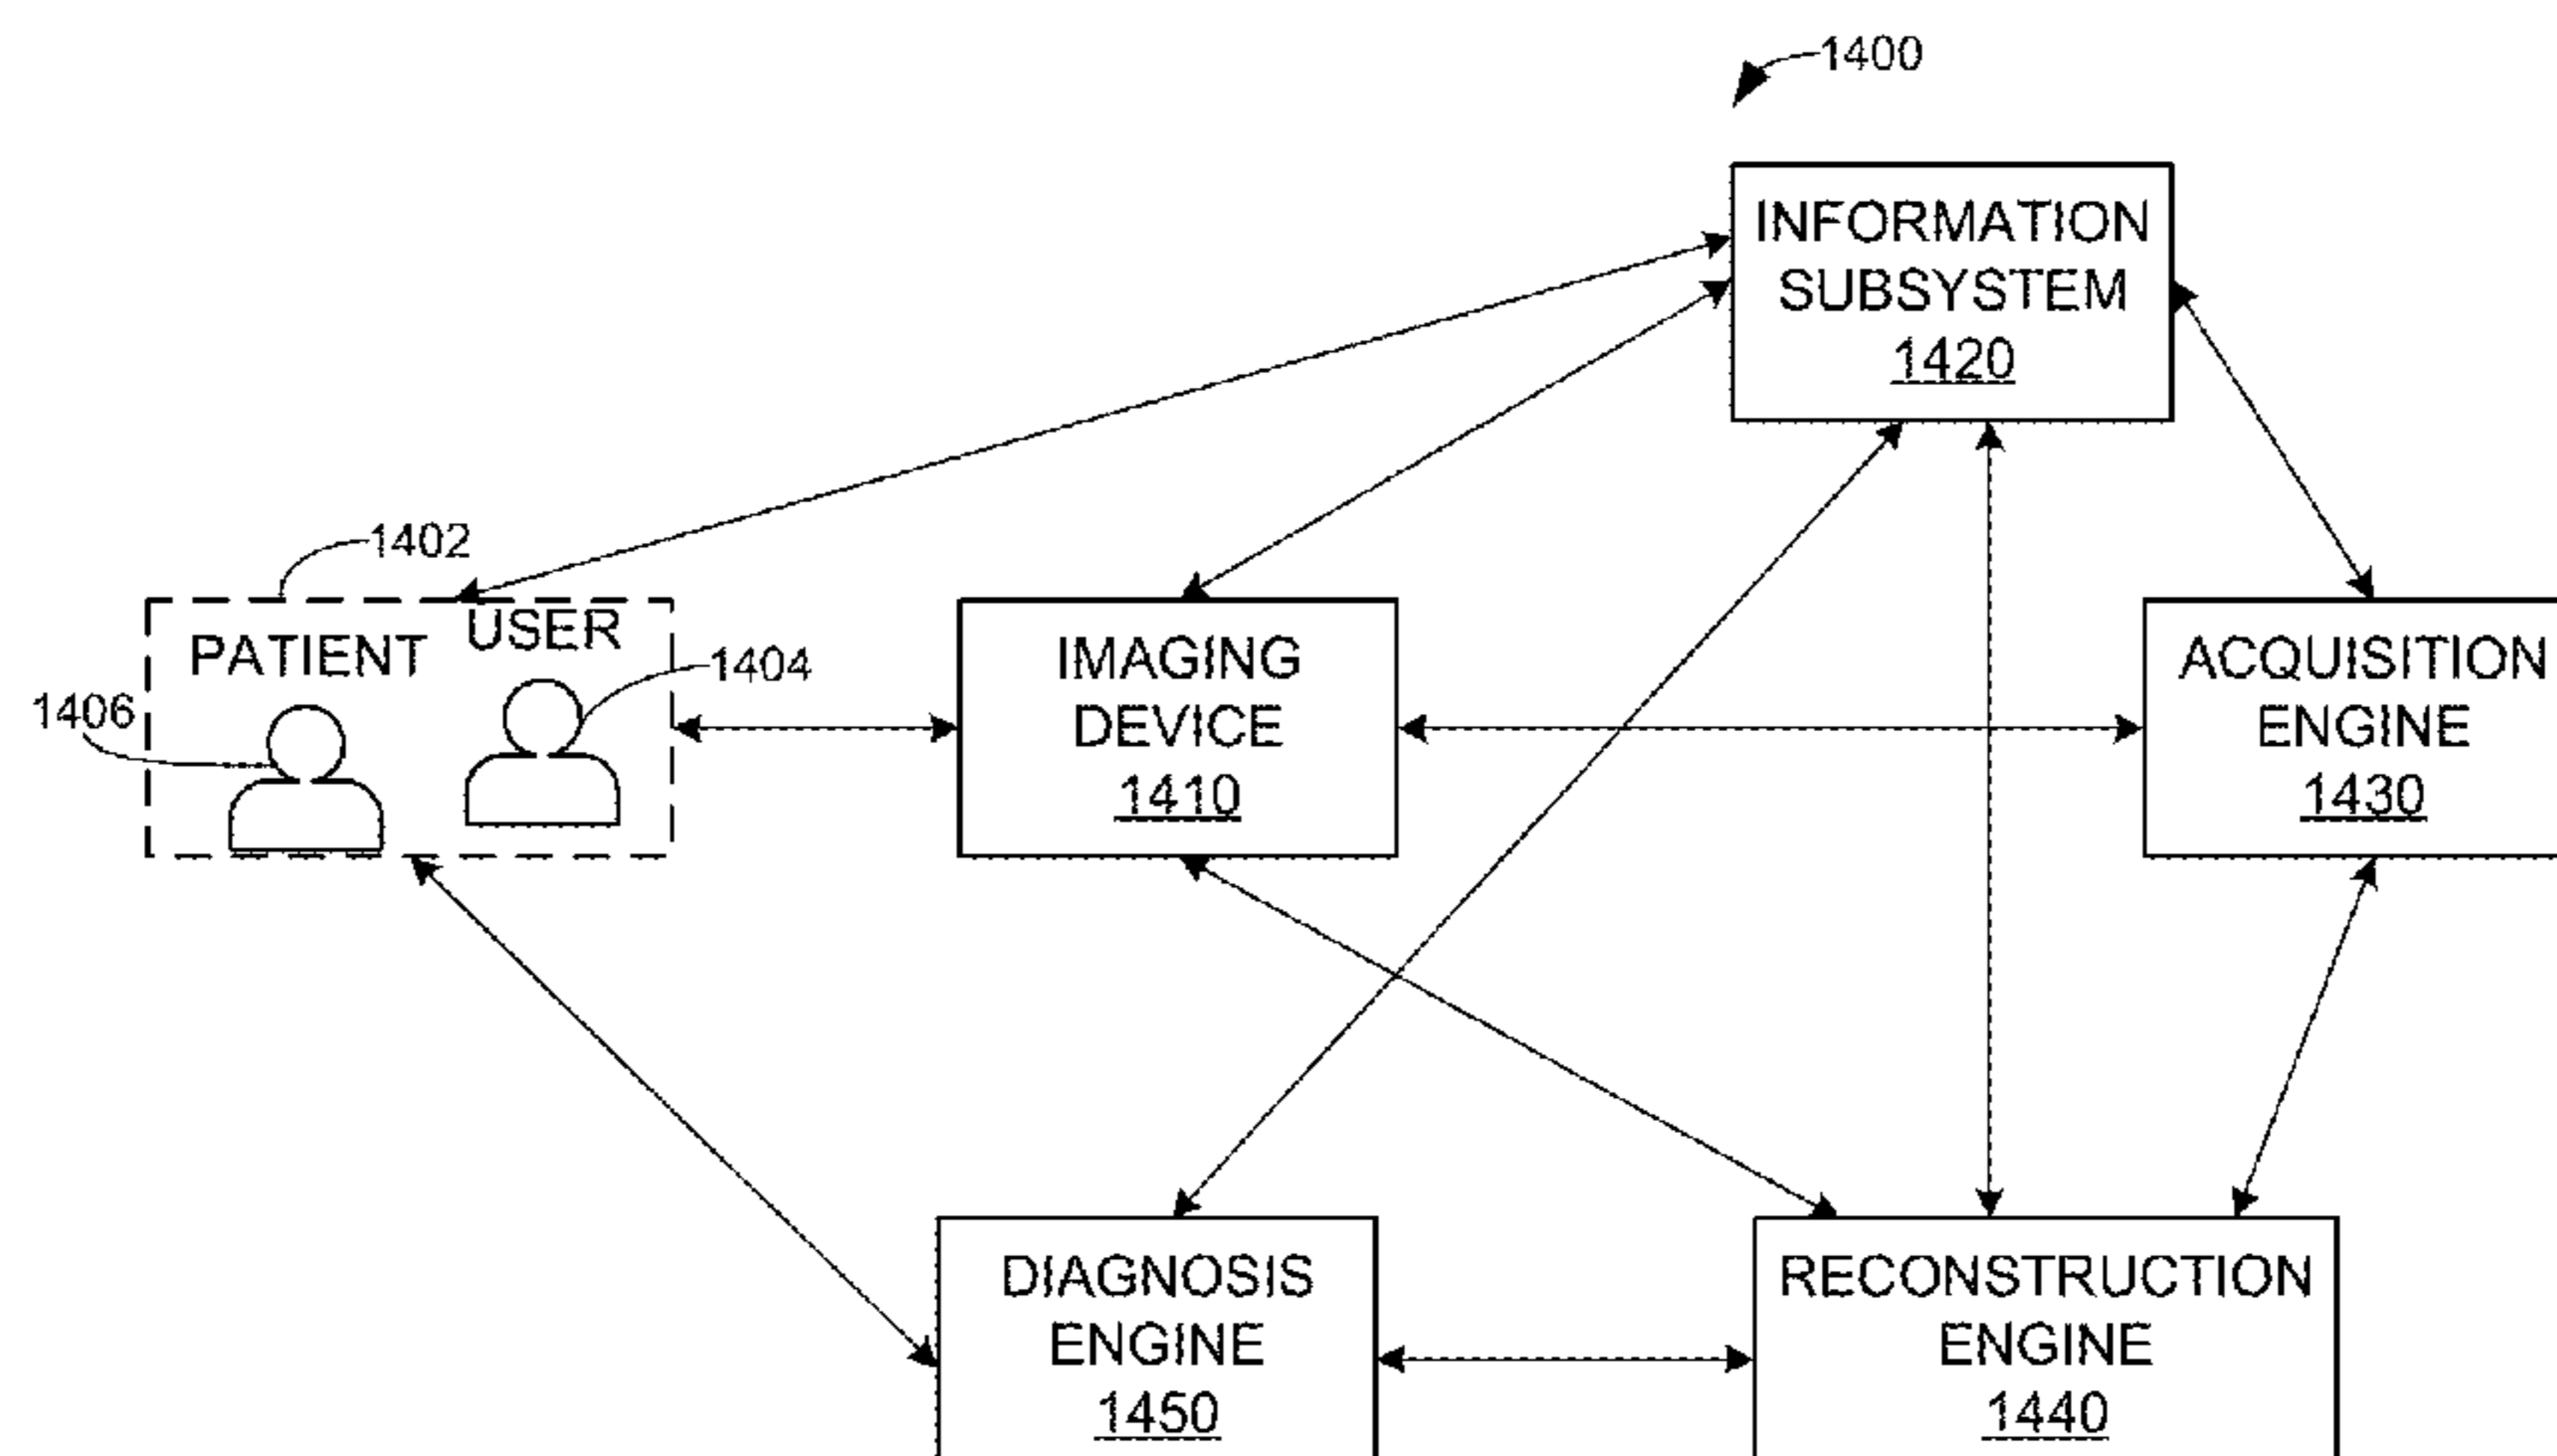 1400
INFORMATION
SUBSYSTEM
1420
1402
PATIENT
USER
1404
1406
IMAGING
DEVICE
1410
ACQUISITION
ENGINE
1430
DIAGNOSIS
ENGINE
1450
RECONSTRUCTION
ENGINE
1440